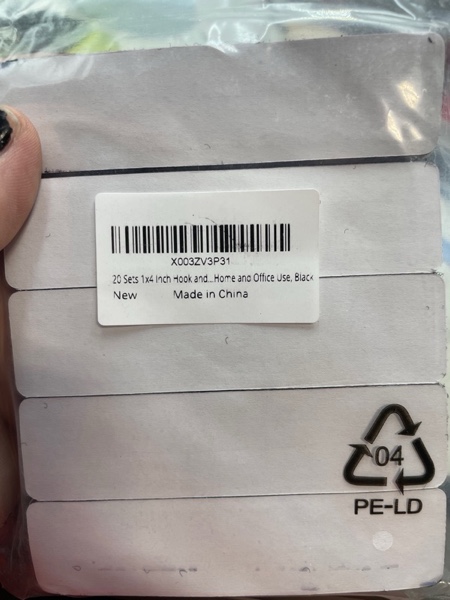 X003ZV3P31
20 Sets 1x4 Inch Hook and...Home and Office Use, Black
New Made in China
04
PE-LD